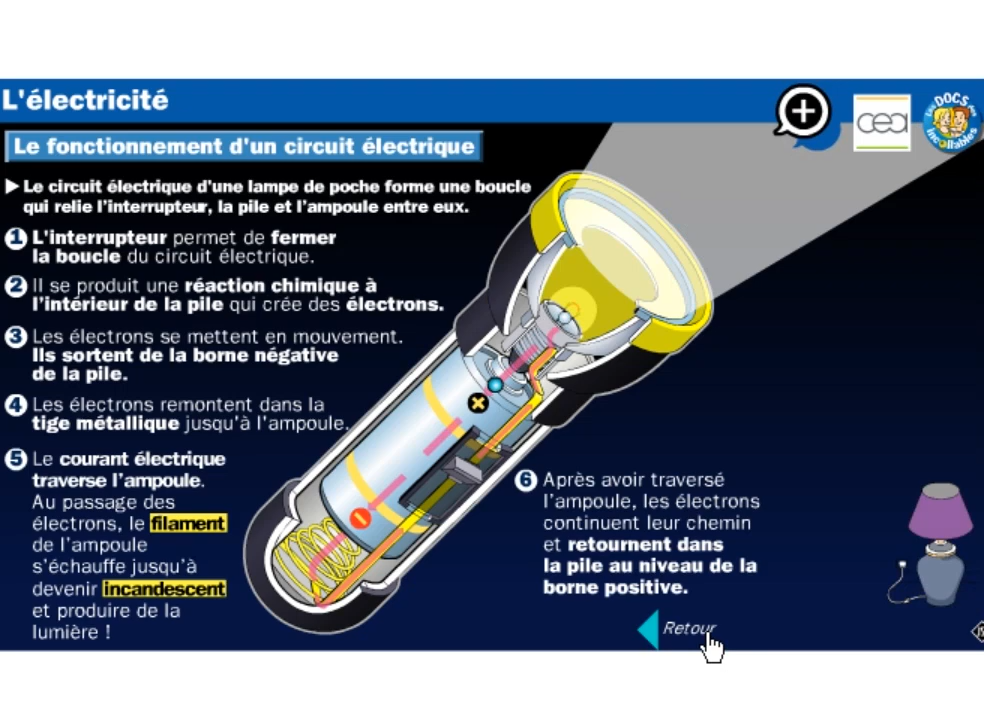 L'électricité
cea
Les DOCS des incollables
Le fonctionnement d'un circuit électrique
Le circuit électrique d'une lampe de poche forme une boucle
qui relie l'interrupteur, la pile et l'ampoule entre eux.
1 L'interrupteur permet de fermer
la boucle du circuit électrique.
2 Il se produit une réaction chimique à
l'intérieur de la pile qui crée des électrons.
3 Les électrons se mettent en mouvement.
Ils sortent de la borne négative
de la pile.
4 Les électrons remontent dans la
tige métallique jusqu'à l'ampoule.
5 Le courant électrique
traverse l'ampoule.
Au passage des
électrons, le filament
de l'ampoule
s'échauffe jusqu'à
devenir incandescent
et produire de la
lumière !
6 Après avoir traversé
l'ampoule, les électrons
continuent leur chemin
et retournent dans
la pile au niveau de la
borne positive.
Retour